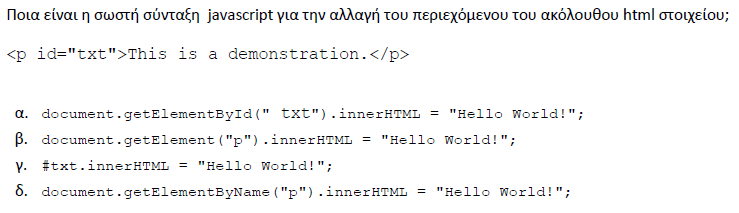 Ποια είναι η σωστή σύνταξη javascript για την αλλαγή του περιεχόμενου του ακόλουθου html στοιχείου;
<p id="txt">This is a demonstration.</p>
α. document.getElementById(" txt").innerHTML = "Hello World!";
β. document.getElement("p").innerHTML = "Hello World!";
γ. #txt.innerHTML = "Hello World!";
δ. document.getElementByName("p").innerHTML = "Hello World!";